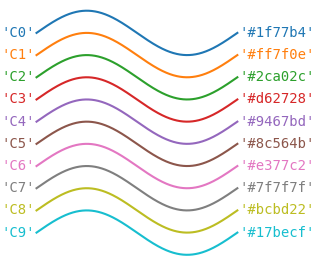 'C0' '#1f77b4'
'C1' '#ff7f0e'
'C2' '#2ca02c'
'C3' '#d62728'
'C4' '#9467bd'
'C5' '#8c564b'
'C6' '#e377c2'
'C7' '#7f7f7f'
'C8' '#bcbd22'
'C9' '#17becf'